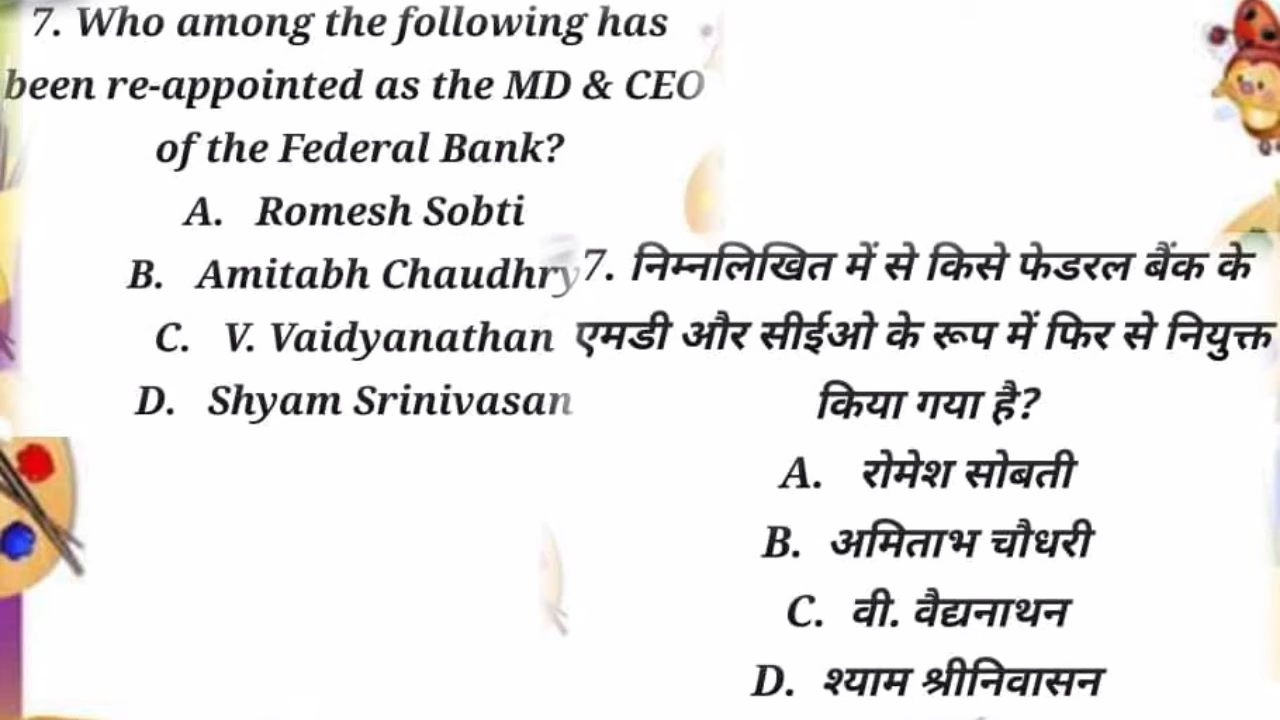 7. Who among the following has
been re-appointed as the MD & CEO
of the Federal Bank?
A. Romesh Sobti
B. Amitabh Chaudhry
C. V. Vaidyanathan
D. Shyam Srinivasan
7. निम्नलिखित में से किसे फेडरल बैंक के
एमडी और सीईओ के रूप में फिर से नियुक्त
किया गया है?
A. रोमेश सोबती
B. अमिताभ चौधरी
C. वी. वैद्यनाथन
D. श्याम श्रीनिवासन